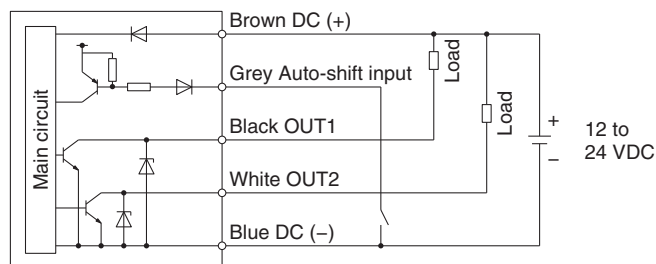 Brown DC (+)
Load
Grey Auto-shift input
Load
Main circuit
Black OUT1
+
12 to
24 VDC
−
White OUT2
Blue DC (−)